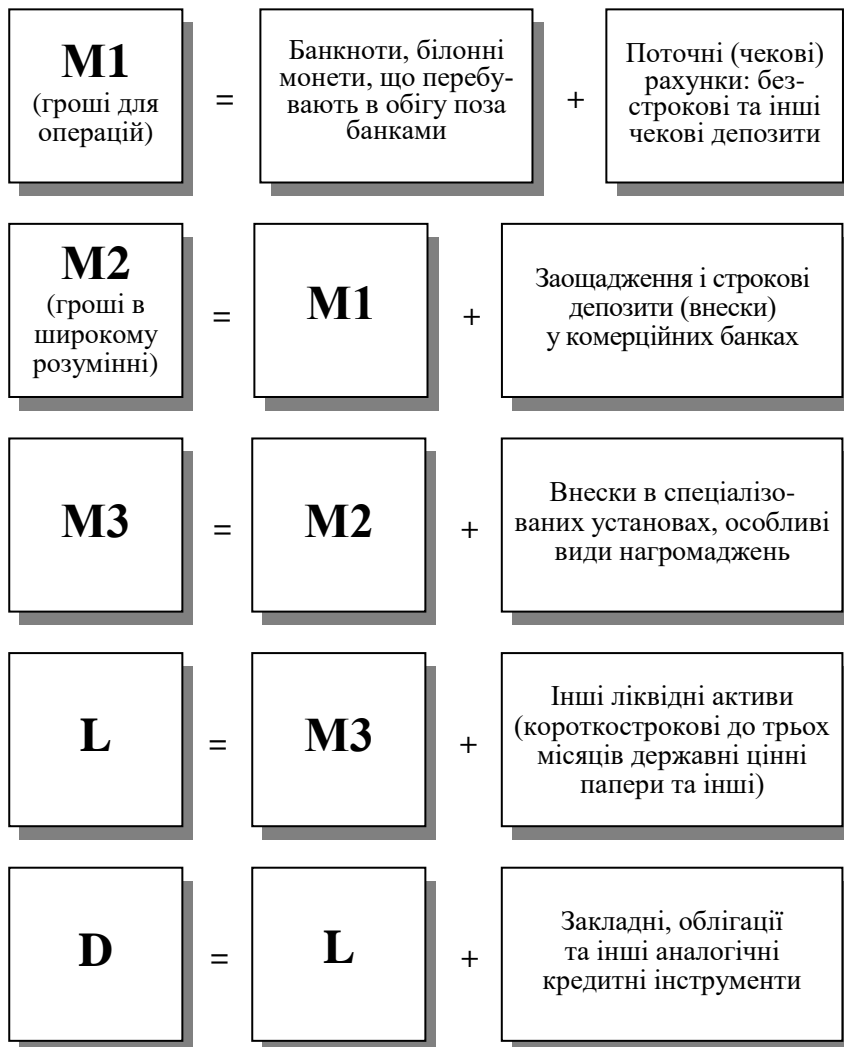 M1
(гроші для
операцій)
=
Банкноти, білонні
монети, що перебу-
вають в обігу поза
банками
+
Поточні (чекові)
рахунки: без-
строкові та інші
чекові депозити
M2
(гроші в
широкому
розумінні)
=
M1
+
Заощадження і строкові
депозити (внески)
у комерційних банках
M3
=
M2
+
Внески в спеціалізо-
ваних установах, особливі
види нагромаджень
L
=
M3
+
Інші ліквідні активи
(короткострокові до трьох
місяців державні цінні
папери та інші)
D
=
L
+
Закладні, облігації
та інші аналогічні
кредитні інструменти